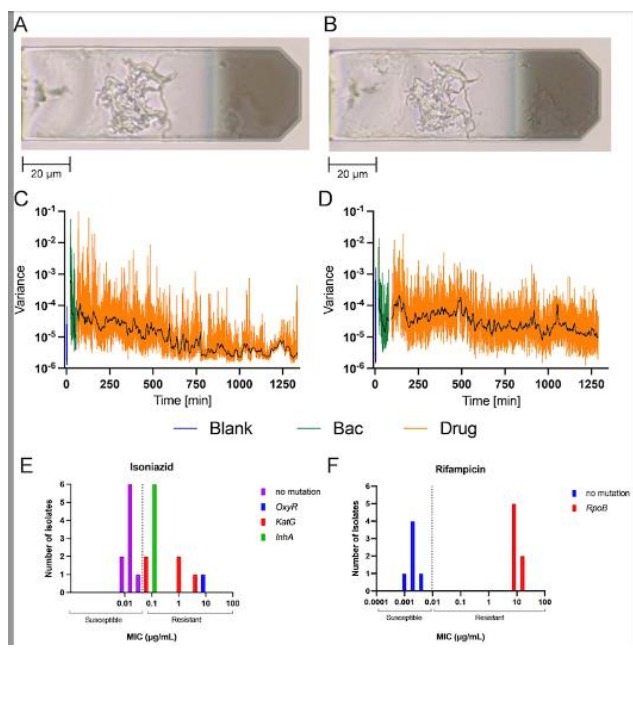 A
B
20 µm
20 µm
C
D
10-1
10-2
10-3
10-4
10-5
10-6
Variance
0 250 500 750 1000 1250
Time [min]
10-1
10-2
10-3
10-4
10-5
10-6
Variance
0 250 500 750 1000 1250
Time [min]
Blank Bac Drug
E
F
Isoniazid
6
5
4
3
2
1
0
Number of isolates
0.01 0.1 1 10 100
Susceptible Resistant
MIC (µg/mL)
no mutation
OxyR
KatG
InhA
Rifampicin
6
5
4
3
2
1
0
Number of isolates
0.0001 0.001 0.01 0.1 1 10 100
Susceptible Resistant
MIC (µg/mL)
no mutation
RpoB